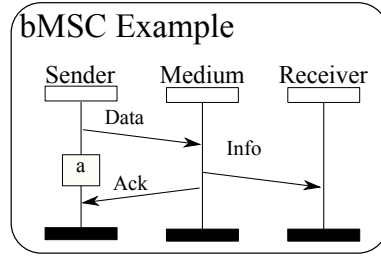 bMSC Example
Sender Medium Receiver
Data
Info
a
Ack